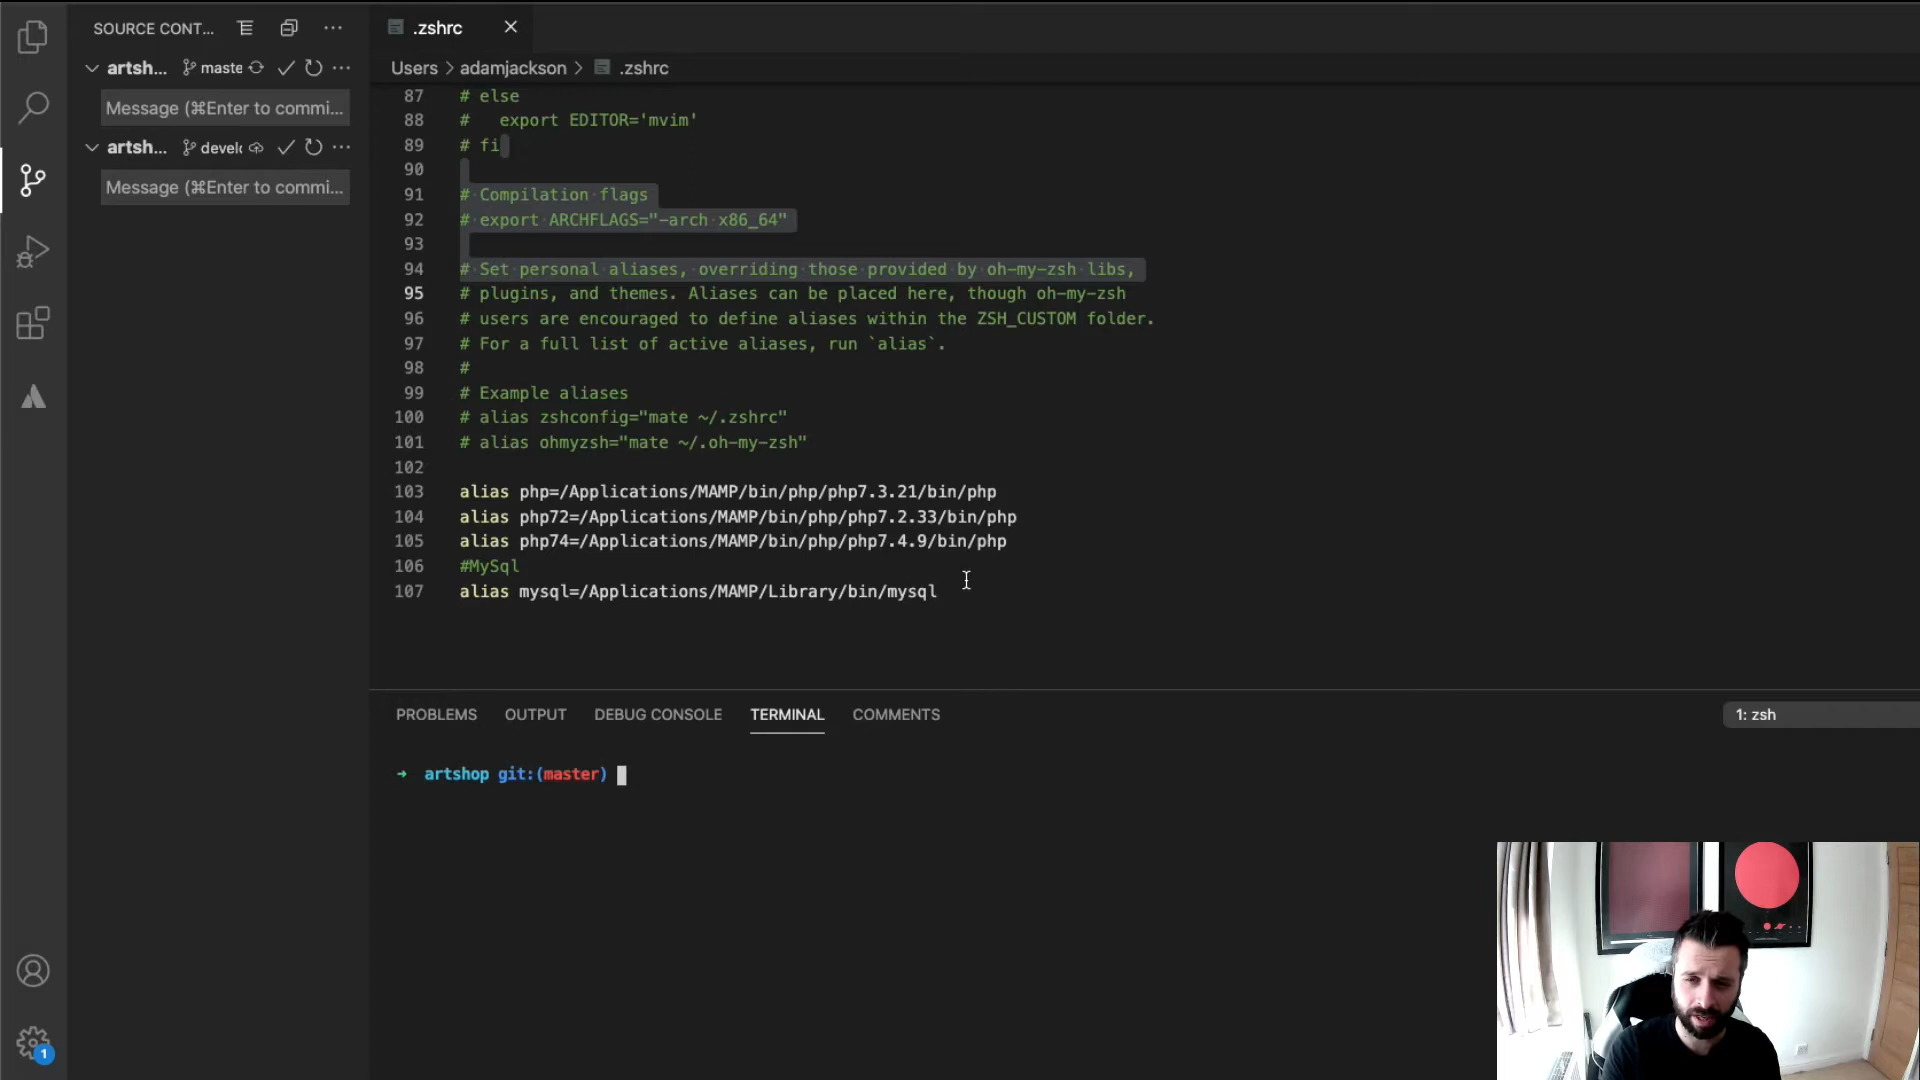 SOURCE CONT...
artsh... master
Message (⌘Enter to commi...
artsh... develo
Message (⌘Enter to commi...
1
.zshrc
Users > adamjackson > .zshrc
87 # else
88 #   export EDITOR='mvim'
89 # fi
90
91 # Compilation flags
92 # export ARCHFLAGS="-arch x86_64"
93
94 # Set personal aliases, overriding those provided by oh-my-zsh libs,
95 # plugins, and themes. Aliases can be placed here, though oh-my-zsh
96 # users are encouraged to define aliases within the ZSH_CUSTOM folder.
97 # For a full list of active aliases, run `alias`.
98 #
99 # Example aliases
100 # alias zshconfig="mate ~/.zshrc"
101 # alias ohmyzsh="mate ~/.oh-my-zsh"
102
103 alias php=/Applications/MAMP/bin/php/php7.3.21/bin/php
104 alias php72=/Applications/MAMP/bin/php/php7.2.33/bin/php
105 alias php74=/Applications/MAMP/bin/php/php7.4.9/bin/php
106 #MySql
107 alias mysql=/Applications/MAMP/Library/bin/mysql
PROBLEMS OUTPUT DEBUG CONSOLE TERMINAL COMMENTS 1: zsh
→ artshop git:(master)